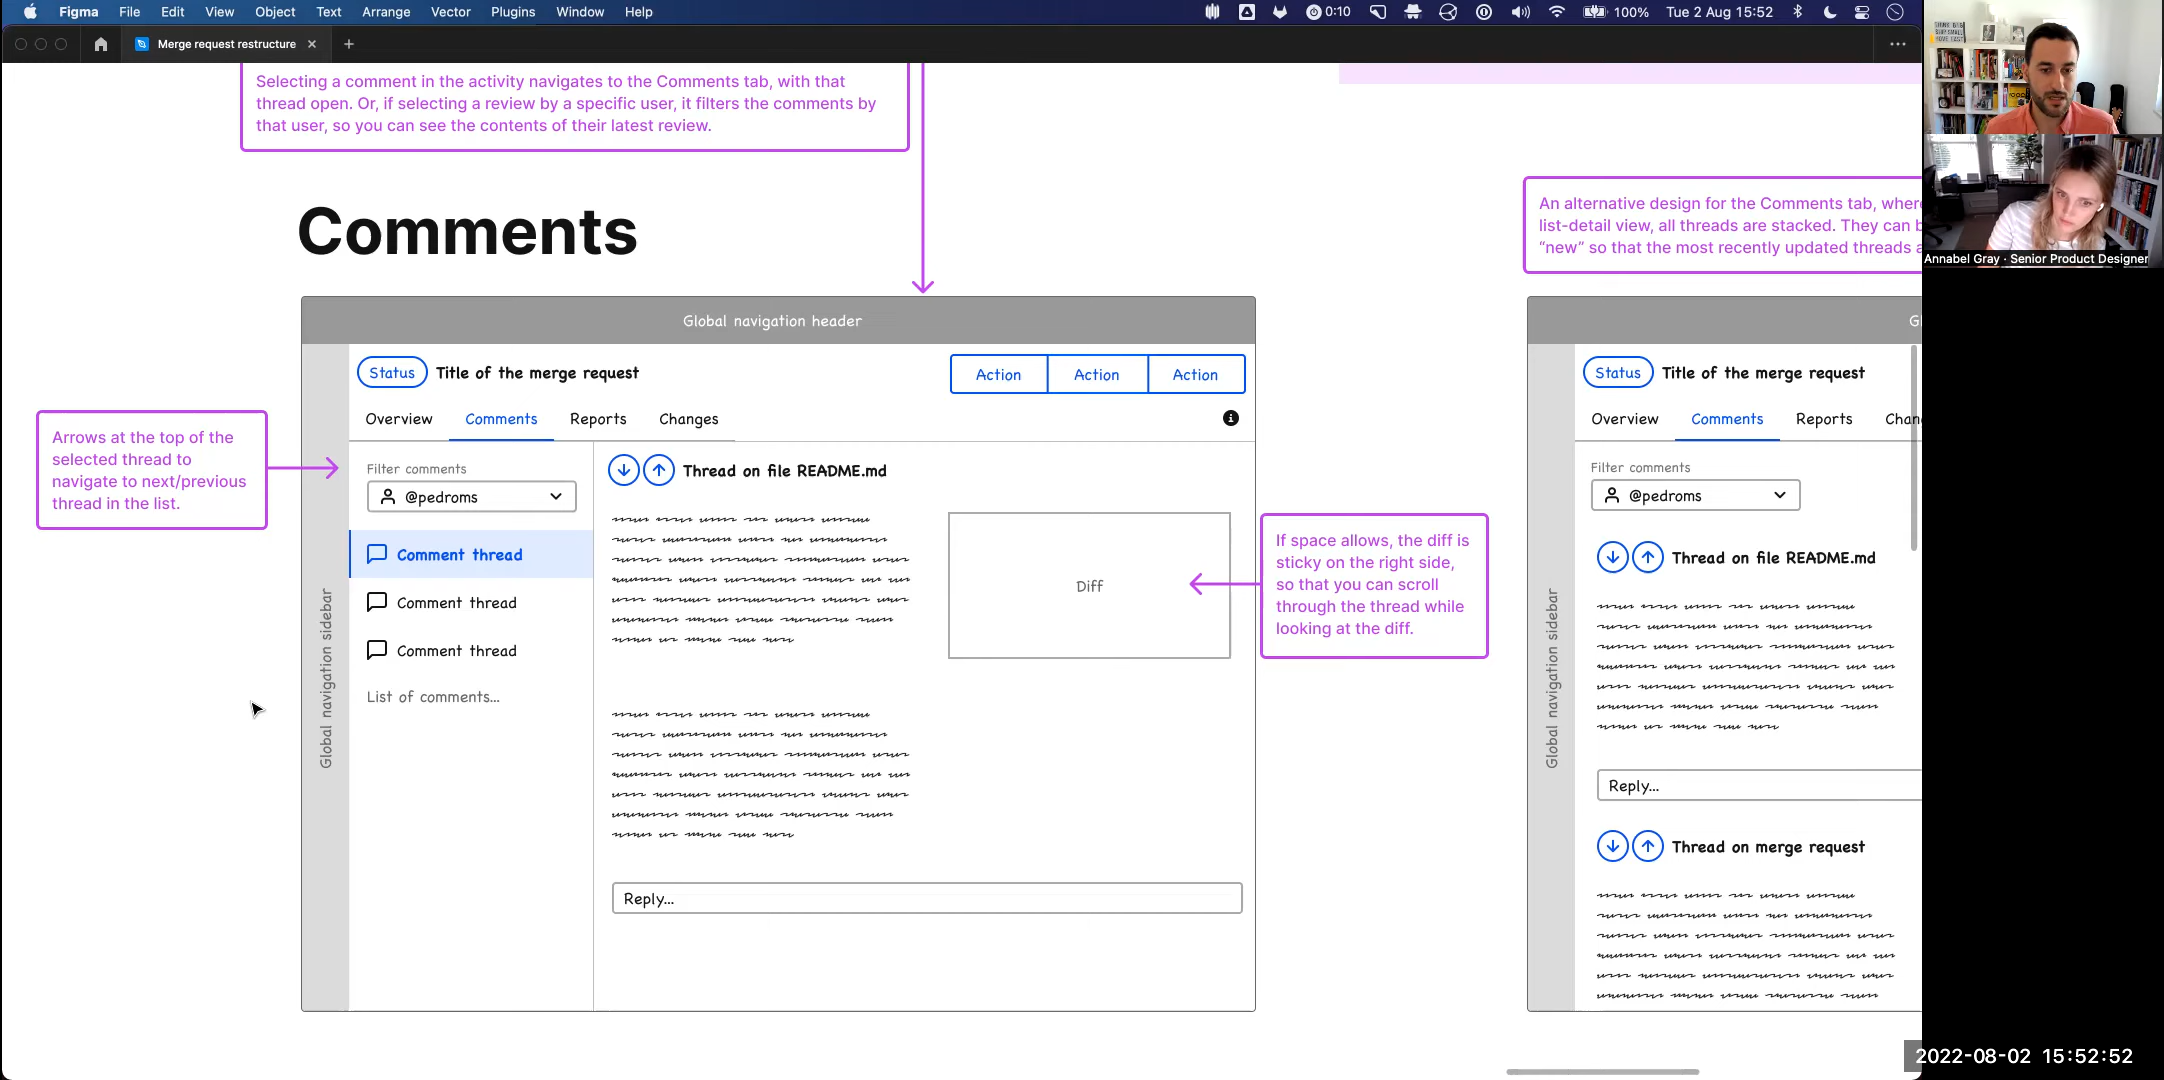 Figma File Edit View Object Text Arrange Vector Plugins Window Help
0:10 100% Tue 2 Aug 15:52
Merge request restructure
Selecting a comment in the activity navigates to the Comments tab, with that
thread open. Or, if selecting a review by a specific user, it filters the comments by
that user, so you can see the contents of their latest review.
Comments
Arrows at the top of the
selected thread to
navigate to next/previous
thread in the list.
Global navigation header
Global navigation sidebar
Status Title of the merge request
Action Action Action
Overview Comments Reports Changes
Filter comments
@pedroms
Comment thread
Comment thread
Comment thread
List of comments...
Thread on file README.md
Diff
Reply...
If space allows, the diff is
sticky on the right side,
so that you can scroll
through the thread while
looking at the diff.
An alternative design for the Comments tab, where
list-detail view, all threads are stacked. They can b
“new” so that the most recently updated threads a
Gl
Global navigation sidebar
Status Title of the merge request
Overview Comments Reports Chan
Filter comments
@pedroms
Thread on file README.md
Reply...
Thread on merge request
Annabel Gray · Senior Product Designer
2022-08-02 15:52:52